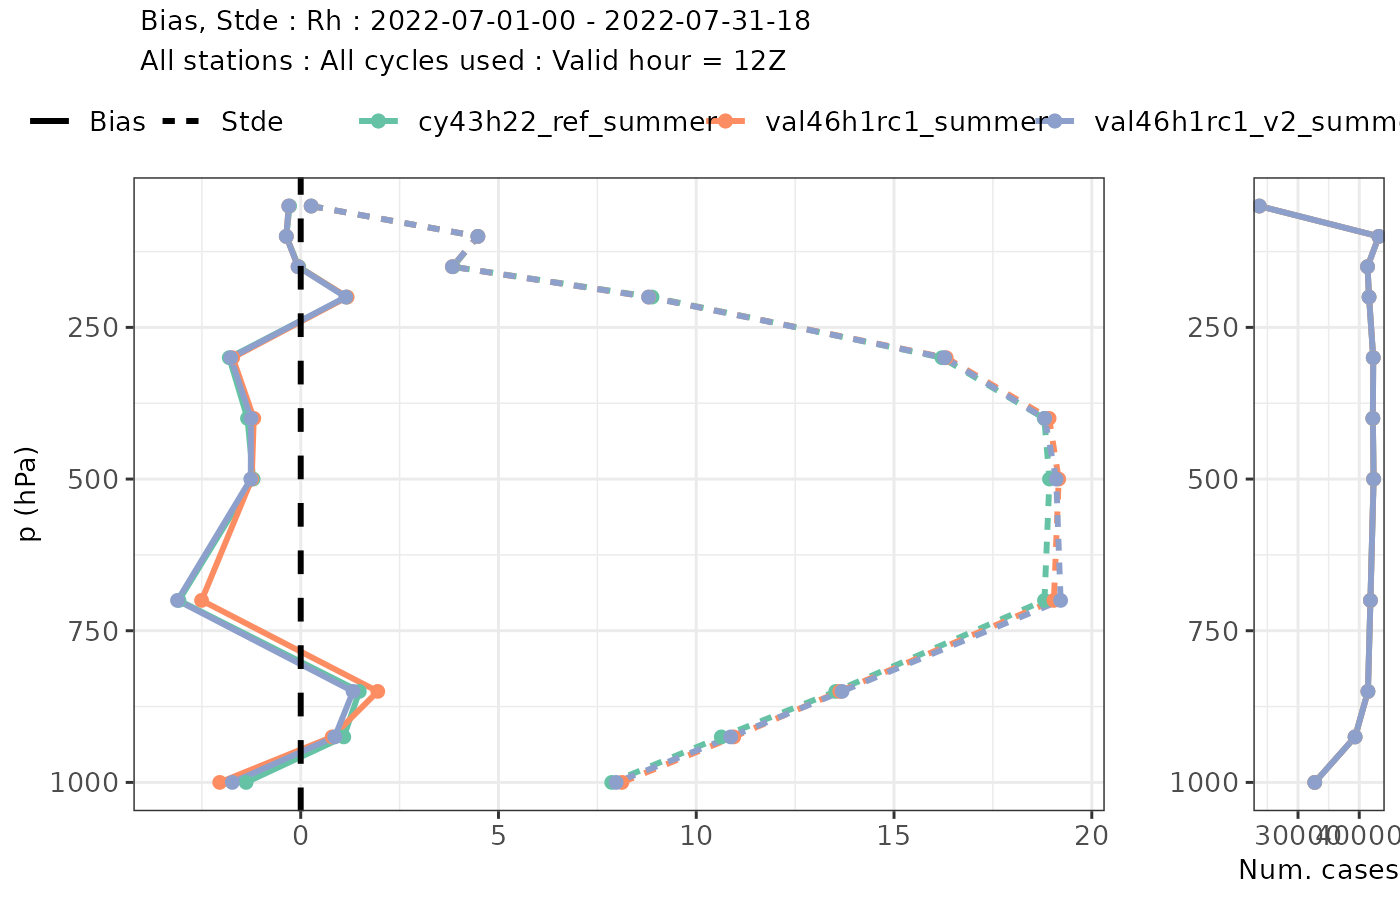 Bias, Stde : Rh : 2022-07-01-00 - 2022-07-31-18
All stations : All cycles used : Valid hour = 12Z
Bias Stde cy43h22_ref_summer val46h1rc1_summer val46h1rc1_v2_summe
p (hPa)
250
500
750
1000
0 5 10 15 20
250
500
750
1000
30000 40000
Num. cases